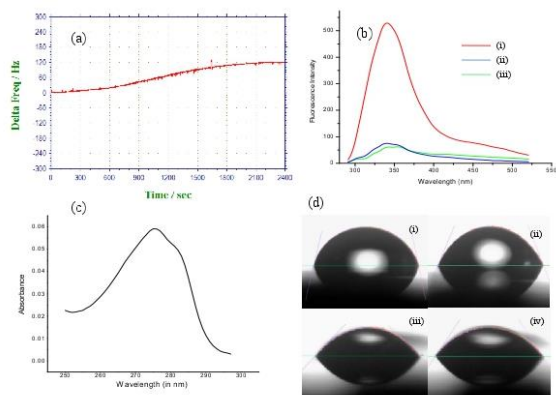 (a)
300
240
180
120
60
0
-60
-120
-180
-240
-300
Delta Freq / Hz
0 300 600 900 1200 1500 1800 2100 2400
Time / sec
(b)
500
400
300
200
100
0
Fluorescence Intensity
300 350 400 450 500 550
Wavelength (nm)
(i)
(ii)
(iii)
(c)
0.06
0.05
0.04
0.03
0.02
0.01
0.00
Absorbance
250 260 270 280 290 300
Wavelength (in nm)
(d)
(i)
(ii)
(iii)
(iv)